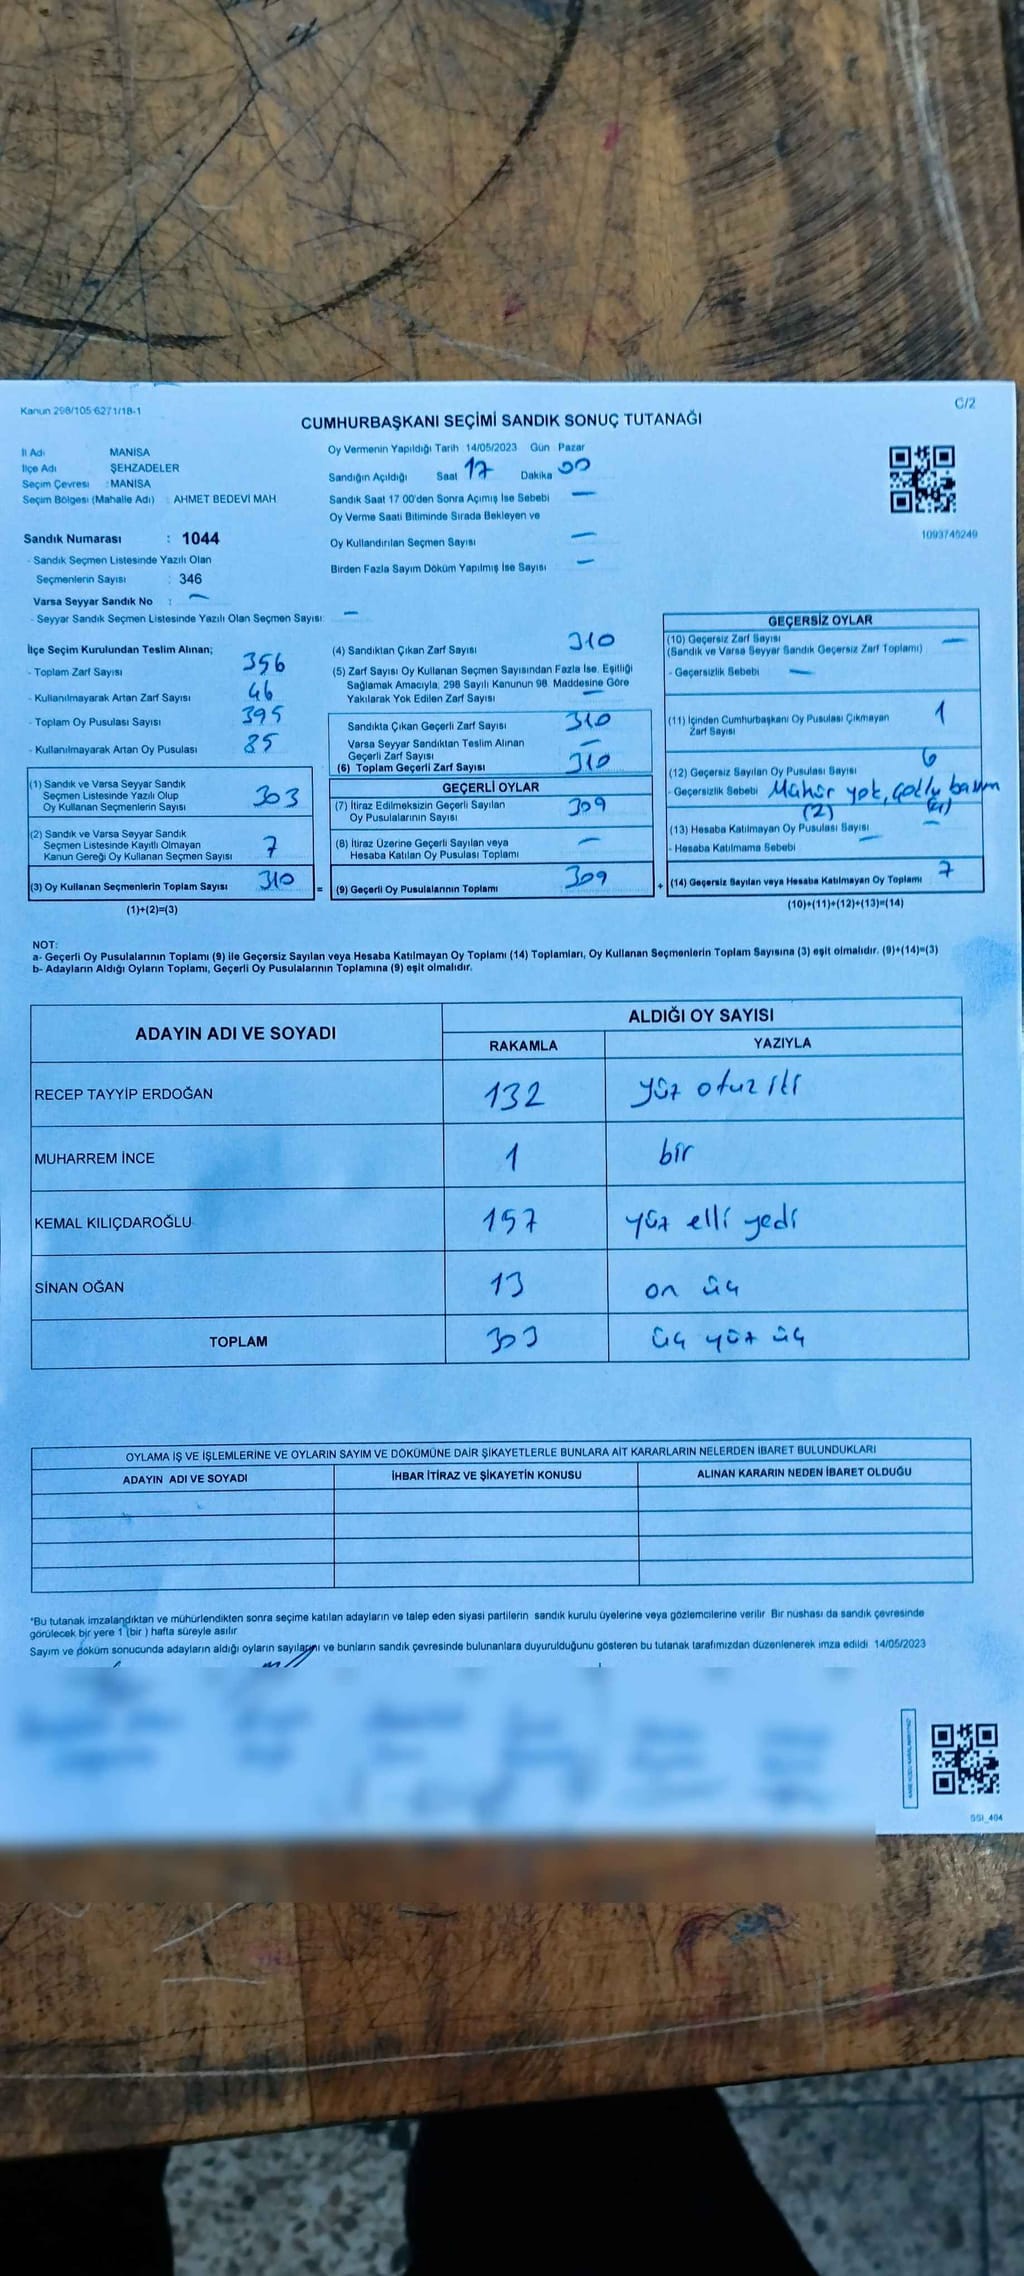 Kanun 298/105 6271/18-1
C/2
CUMHURBAŞKANI SEÇİMİ SANDIK SONUÇ TUTANAĞI
İl Adı MANİSA
İlçe Adı ŞEHZADELER
Seçim Çevresi : MANİSA
Seçim Bölgesi (Mahalle Adı) : AHMET BEDEVİ MAH
Sandık Numarası : 1044
- Sandık Seçmen Listesinde Yazılı Olan
Seçmenlerin Sayısı : 346
Varsa Seyyar Sandık No : —
- Seyyar Sandık Seçmen Listesinde Yazılı Olan Seçmen Sayısı: —
Oy Vermenin Yapıldığı Tarih 14/05/2023 Gün Pazar
Sandığın Açıldığı Saat 17 Dakika 00
Sandık Saat 17 00'den Sonra Açılmış İse Sebebi —
Oy Verme Saati Bitiminde Sırada Bekleyen ve
Oy Kullandırılan Seçmen Sayısı —
Birden Fazla Sayım Döküm Yapılmış İse Sayısı —
1093745249
İlçe Seçim Kurulundan Teslim Alınan;
- Toplam Zarf Sayısı 356
- Kullanılmayarak Artan Zarf Sayısı 46
- Toplam Oy Pusulası Sayısı 395
- Kullanılmayarak Artan Oy Pusulası 85
(1) Sandık ve Varsa Seyyar Sandık
Seçmen Listesinde Yazılı Olup
Oy Kullanan Seçmenlerin Sayısı 303
(2) Sandık ve Varsa Seyyar Sandık
Seçmen Listesinde Kayıtlı Olmayan
Kanun Gereği Oy Kullanan Seçmen Sayısı 7
(3) Oy Kullanan Seçmenlerin Toplam Sayısı 310
(1)+(2)=(3)
(4) Sandıktan Çıkan Zarf Sayısı 310
(5) Zarf Sayısı Oy Kullanan Seçmen Sayısından Fazla İse, Eşitliği
Sağlamak Amacıyla, 298 Sayılı Kanunun 98. Maddesine Göre
Yakılarak Yok Edilen Zarf Sayısı —
Sandıkta Çıkan Geçerli Zarf Sayısı 310
Varsa Seyyar Sandıktan Teslim Alınan
Geçerli Zarf Sayısı —
(6) Toplam Geçerli Zarf Sayısı 310
GEÇERLİ OYLAR
(7) İtiraz Edilmeksizin Geçerli Sayılan
Oy Pusulalarının Sayısı 309
(8) İtiraz Üzerine Geçerli Sayılan veya
Hesaba Katılan Oy Pusulası Toplamı —
= (9) Geçerli Oy Pusulalarının Toplamı 309
GEÇERSİZ OYLAR
(10) Geçersiz Zarf Sayısı —
(Sandık ve Varsa Seyyar Sandık Geçersiz Zarf Toplamı)
- Geçersizlik Sebebi —
(11) İçinden Cumhurbaşkanı Oy Pusulası Çıkmayan
Zarf Sayısı 1
(12) Geçersiz Sayılan Oy Pusulası Sayısı 6
- Geçersizlik Sebebi Mühür yok, çoklu basım
(2) (4)
(13) Hesaba Katılmayan Oy Pusulası Sayısı —
- Hesaba Katılmama Sebebi —
+ (14) Geçersiz Sayılan veya Hesaba Katılmayan Oy Toplamı 7
(10)+(11)+(12)+(13)=(14)
NOT:
a- Geçerli Oy Pusulalarının Toplamı (9) ile Geçersiz Sayılan veya Hesaba Katılmayan Oy Toplamı (14) Toplamları, Oy Kullanan Seçmenlerin Toplam Sayısına (3) eşit olmalıdır. (9)+(14)=(3)
b- Adayların Aldığı Oyların Toplamı, Geçerli Oy Pusulalarının Toplamına (9) eşit olmalıdır.
ADAYIN ADI VE SOYADI ALDIĞI OY SAYISI
RAKAMLA YAZIYLA
RECEP TAYYİP ERDOĞAN 132 yüz otuz iki
MUHARREM İNCE 1 bir
KEMAL KILIÇDAROĞLU 157 yüz elli yedi
SİNAN OĞAN 13 on üç
TOPLAM 303 üç yüz üç
OYLAMA İŞ VE İŞLEMLERİNE VE OYLARIN SAYIM VE DÖKÜMÜNE DAİR ŞİKAYETLERLE BUNLARA AİT KARARLARIN NELERDEN İBARET BULUNDUKLARI
ADAYIN ADI VE SOYADI İHBAR İTİRAZ VE ŞİKAYETİN KONUSU ALINAN KARARIN NEDEN İBARET OLDUĞU
*Bu tutanak imzalandıktan ve mühürlendikten sonra seçime katılan adayların ve talep eden siyasi partilerin sandık kurulu üyelerine veya gözlemcilerine verilir Bir nüshası da sandık çevresinde
görülecek bir yere 1 (bir ) hafta süreyle asılır
Sayım ve döküm sonucunda adayların aldığı oyların sayılarını ve bunların sandık çevresinde bulunanlara duyurulduğunu gösteren bu tutanak tarafımızdan düzenlenerek imza edildi 14/05/2023